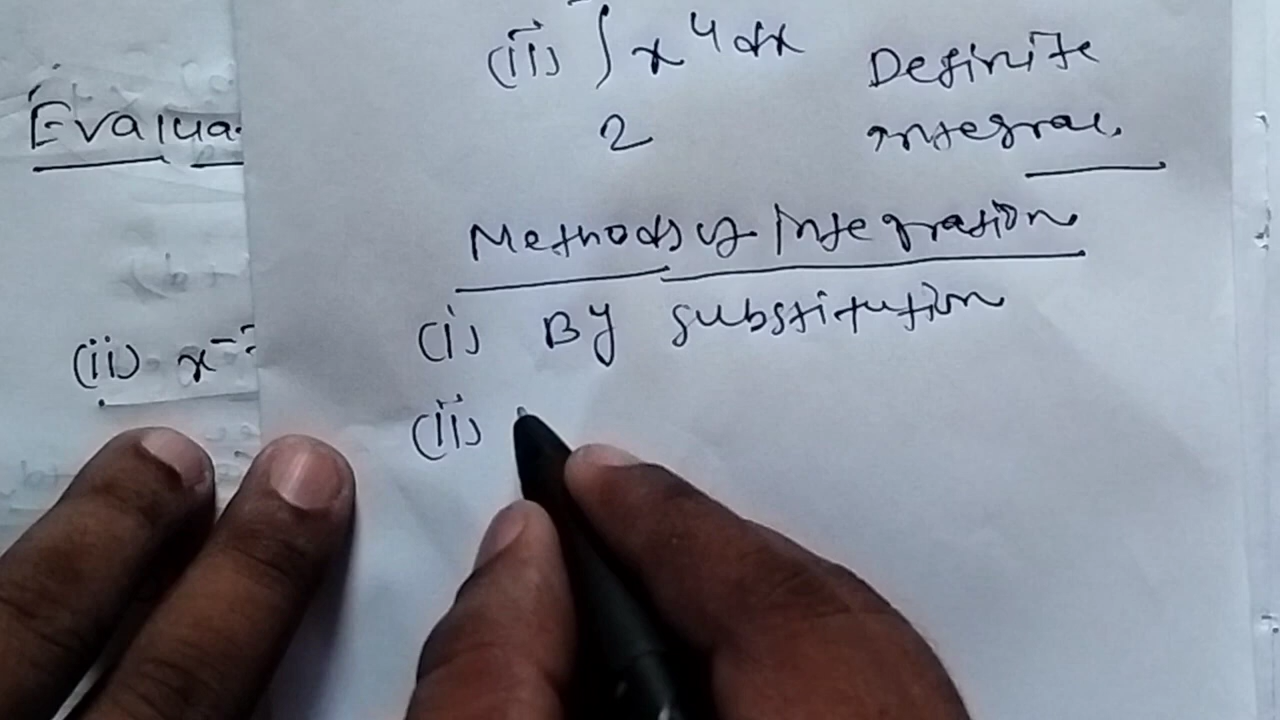 (ii) ∫ x⁴ dx Definite
2 integral.
Methods of Integration
(i) By substitution
(ii)
Evalua
(ii) x⁻